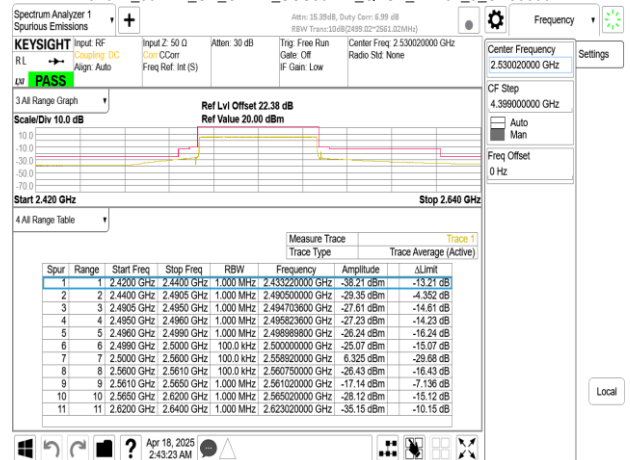 Spectrum Analyzer 1
Spurious Emissions
Attn: 15.39dB, Duty Corr: 6.99 dB
RBW Trans:10dB(2499.02~2561.02MHz)
Frequency
KEYSIGHT
Input: RF
Coupling: DC
Align: Auto
Input Z: 50 Ω
Corr CCorr
Freq Ref: Int (S)
Atten: 30 dB
Trig: Free Run
Gate: Off
IF Gain: Low
Center Freq: 2.530020000 GHz
Radio Std: None
RL
LXI
PASS
Center Frequency
2.530020000 GHz
Settings
CF Step
4.399000000 GHz
Auto
Man
Freq Offset
0 Hz
3 All Range Graph
Scale/Div 10.0 dB
Ref Lvl Offset 22.38 dB
Ref Value 20.00 dBm
10.0
-10.0
-30.0
-50.0
-70.0
Start 2.420 GHz
Stop 2.640 GHz
4 All Range Table
Measure Trace Trace 1
Trace Type Trace Average (Active)
Spur Range Start Freq Stop Freq RBW Frequency Amplitude ΔLimit
1 1 2.4200 GHz 2.4400 GHz 1.000 MHz 2.433220000 GHz -38.21 dBm -13.21 dB
2 2 2.4400 GHz 2.4905 GHz 1.000 MHz 2.490500000 GHz -29.35 dBm -4.352 dB
3 3 2.4905 GHz 2.4950 GHz 1.000 MHz 2.494703600 GHz -27.61 dBm -14.61 dB
4 4 2.4950 GHz 2.4960 GHz 1.000 MHz 2.495823600 GHz -27.23 dBm -14.23 dB
5 5 2.4960 GHz 2.4990 GHz 1.000 MHz 2.498989800 GHz -26.24 dBm -16.24 dB
6 6 2.4990 GHz 2.5000 GHz 100.0 kHz 2.500000000 GHz -25.07 dBm -15.07 dB
7 7 2.5000 GHz 2.5600 GHz 100.0 kHz 2.558920000 GHz 6.325 dBm -29.68 dB
8 8 2.5600 GHz 2.5610 GHz 100.0 kHz 2.560750000 GHz -26.43 dBm -16.43 dB
9 9 2.5610 GHz 2.5650 GHz 1.000 MHz 2.561020000 GHz -17.14 dBm -7.136 dB
10 10 2.5650 GHz 2.6200 GHz 1.000 MHz 2.565020000 GHz -28.12 dBm -15.12 dB
11 11 2.6200 GHz 2.6400 GHz 1.000 MHz 2.623020000 GHz -35.15 dBm -10.15 dB
Local
Apr 18, 2025
2:43:23 AM